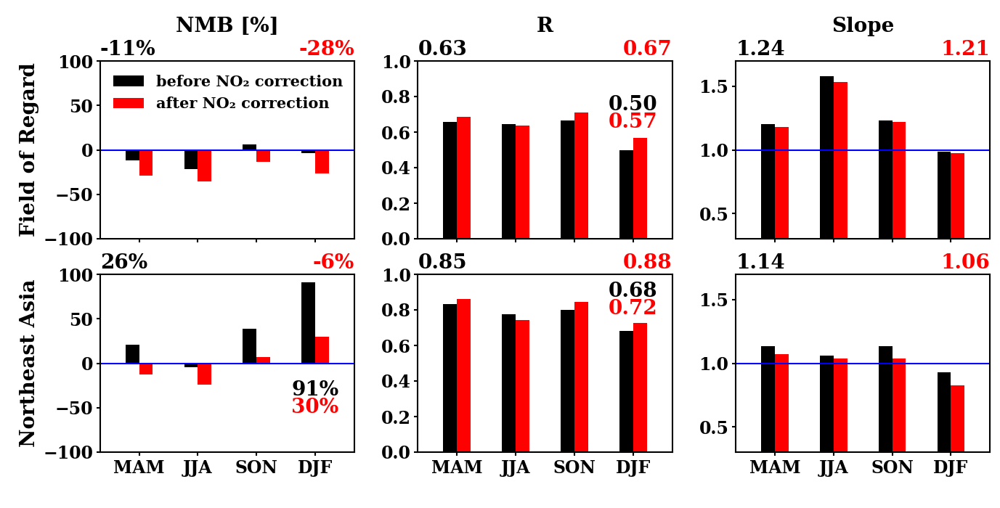 NMB [%]
R
Slope
-11%
-28%
0.63
0.67
1.24
1.21
Field of Regard
100
50
0
−50
−100
before NO₂ correction
after NO₂ correction
1.0
0.8
0.6
0.4
0.2
0.0
0.50
0.57
1.5
1.0
0.5
26%
-6%
0.85
0.88
1.14
1.06
Northeast Asia
100
50
0
−50
−100
91%
30%
MAM
JJA
SON
DJF
1.0
0.8
0.6
0.4
0.2
0.0
0.68
0.72
MAM
JJA
SON
DJF
1.5
1.0
0.5
MAM
JJA
SON
DJF